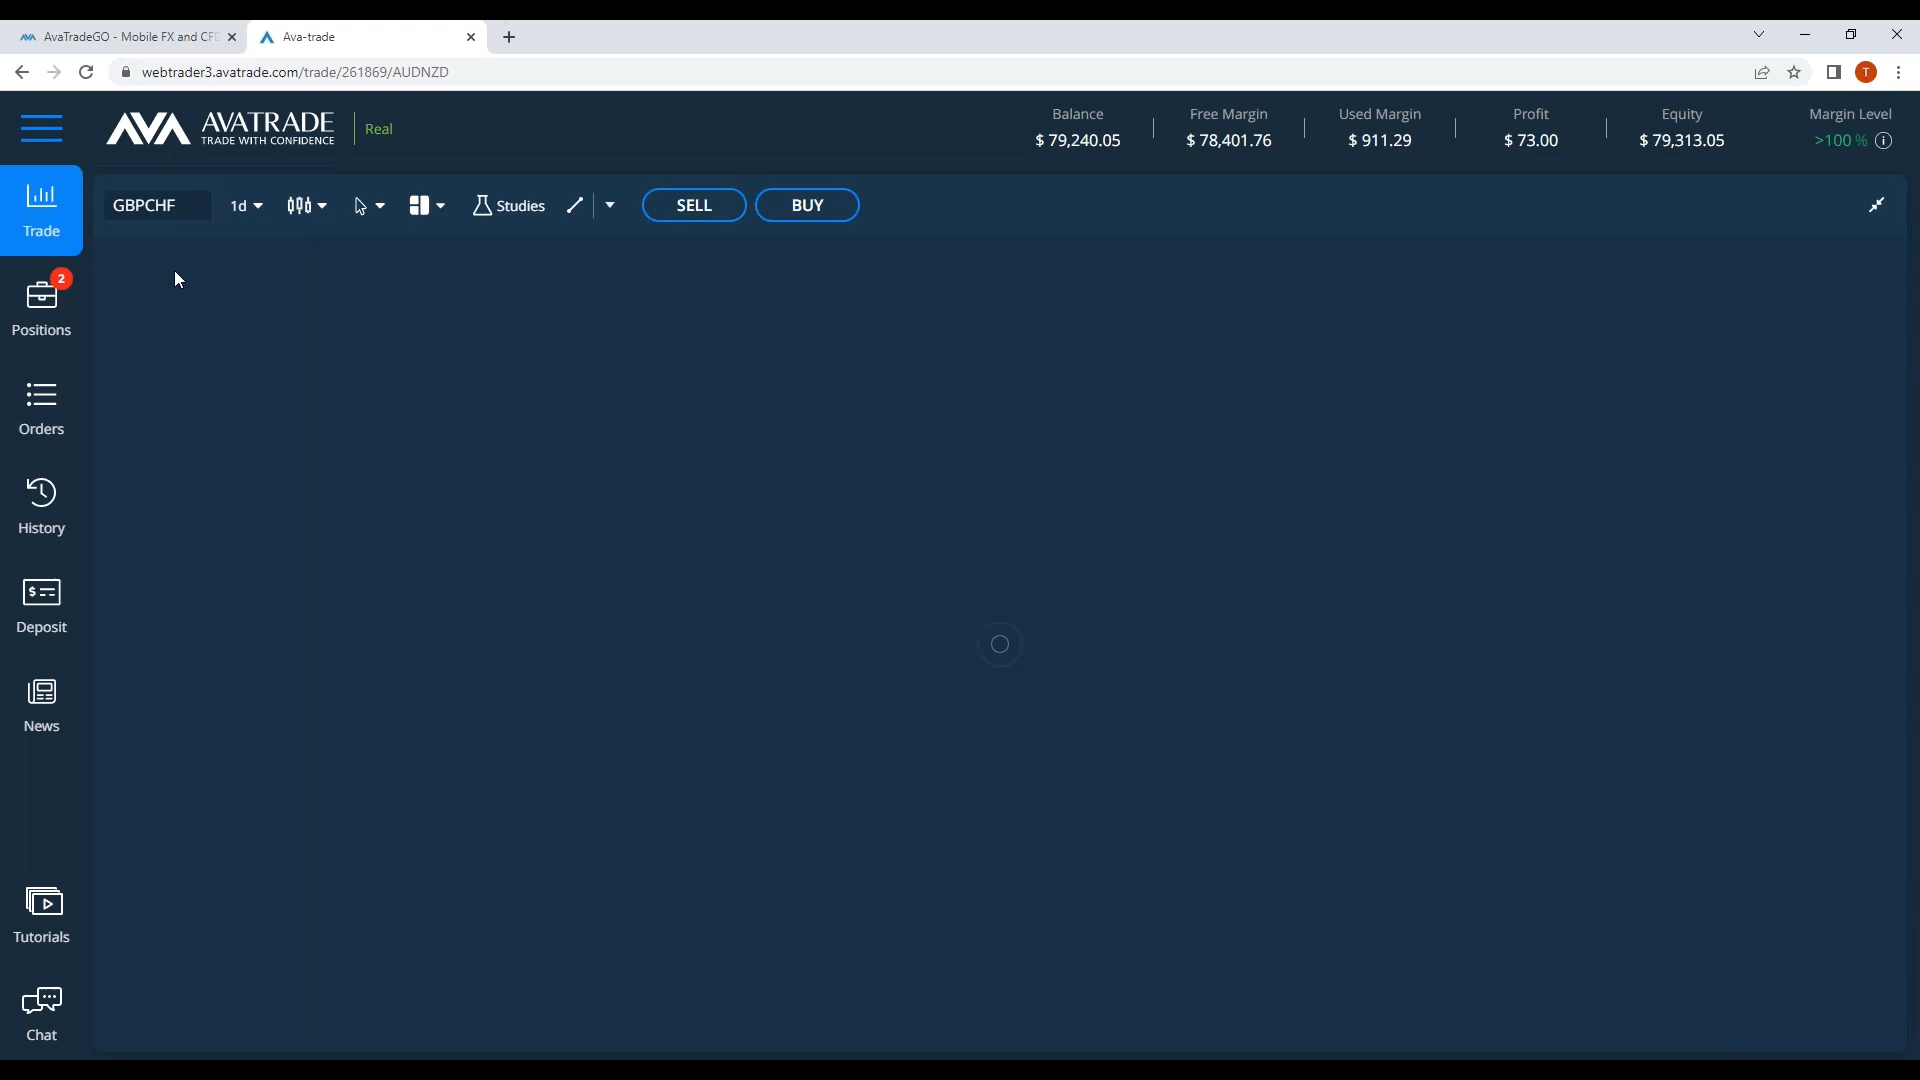 AvaTradeGO - Mobile FX and CFD
Ava-trade
webtrader3.avatrade.com/trade/261869/AUDNZD
T
AVATRADE
TRADE WITH CONFIDENCE
Real
Balance
$ 79,240.05
Free Margin
$ 78,401.76
Used Margin
$ 911.29
Profit
$ 73.00
Equity
$ 79,313.05
Margin Level
>100 %
GBPCHF
1d
Studies
SELL
BUY
Trade
2
Positions
Orders
History
Deposit
News
Tutorials
Chat